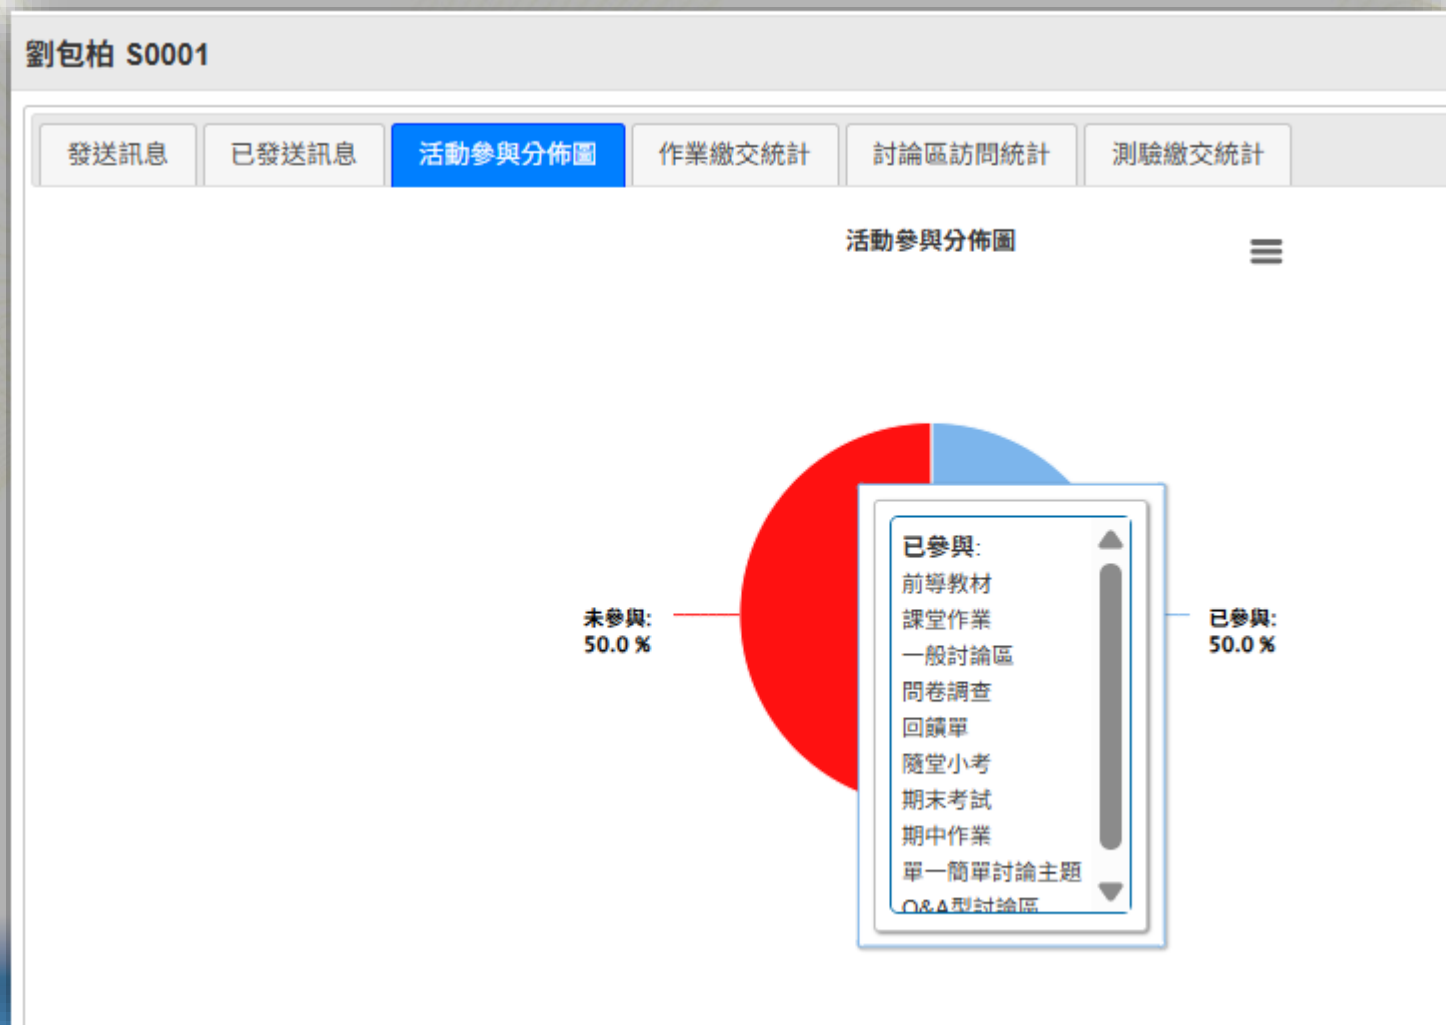 劉包柏 S0001
發送訊息
已發送訊息
活動參與分佈圖
作業繳交統計
討論區訪問統計
測驗繳交統計
活動參與分佈圖
未參與:
50.0 %
已參與:
前導教材
課堂作業
一般討論區
問卷調查
回饋單
隨堂小考
期末考試
期中作業
單一簡單討論主題
Q&A型討論區
已參與:
50.0 %